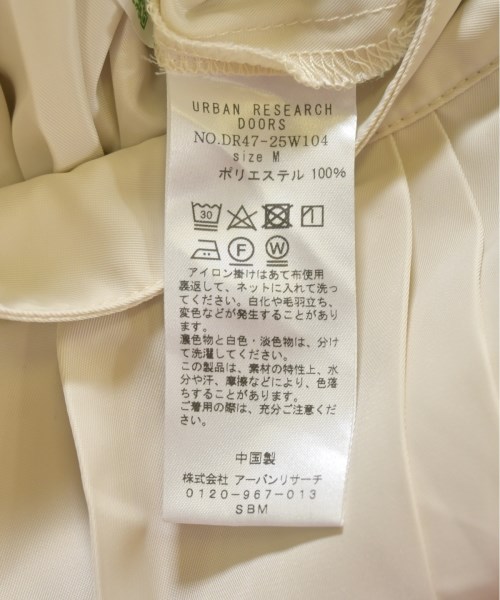 URBAN RESEARCH
DOORS
NO.DR47-25W104
size M
ポリエステル 100%
30
F W
アイロン掛けはあて布使用
裏返して、ネットに入れて洗っ
てください。白化や毛羽立ち、
変色などが発生することがあり
ます。
濃色物と白色・淡色物は、分け
て洗濯してください。
この製品は、素材の特性上、水
分や汗、摩擦などにより、色落
ちすることがあります。
ご着用の際は、充分ご注意くだ
さい。
中国製
株式会社 アーバンリサーチ
0120-967-013
SBM